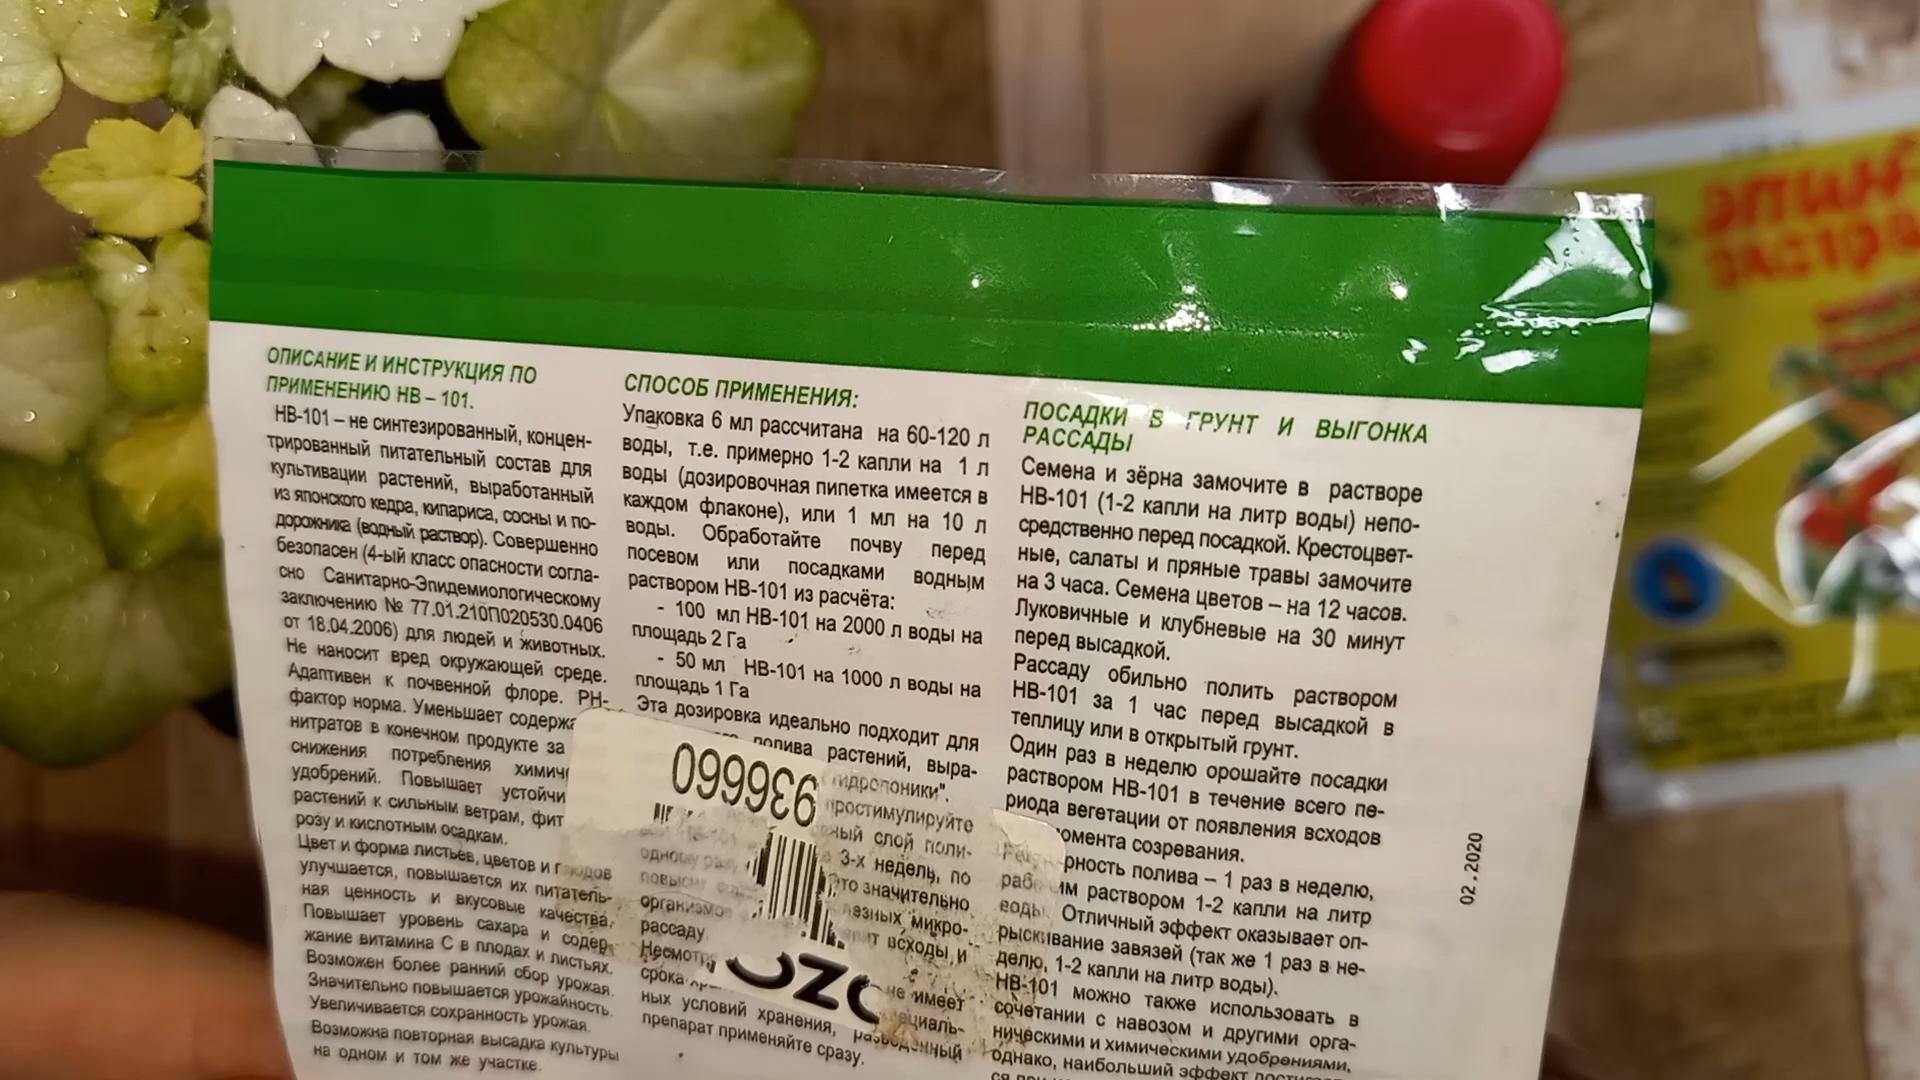 ОПИСАНИЕ И ИНСТРУКЦИЯ ПО
ПРИМЕНЕНИЮ НВ – 101.
НВ-101 – не синтезированный, концен-
трированный питательный состав для
культивации растений, выработанный
из японского кедра, кипариса, сосны и по-
дорожника (водный раствор). Совершенно
безопасен (4-ый класс опасности согла-
сно Санитарно-Эпидемиологическому
заключению № 77.01.210П020530.0406
от 18.04.2006) для людей и животных.
Не наносит вред окружающей среде.
Адаптивен к почвенной флоре. РН-
фактор норма. Уменьшает содержа
нитратов в конечном продукте за
снижения потребления химич
удобрений. Повышает устойчи
растений к сильным ветрам, фит
розу и кислотным осадкам.
Цвет и форма листьев, цветов и плодов
улучшается, повышается их питатель-
ная ценность и вкусовые качества.
Повышает уровень сахара и содер
жание витамина С в плодах и листьях.
Возможен более ранний сбор урожая.
Значительно повышается урожайность.
Увеличивается сохранность урожая.
Возможна повторная высадка культуры
на одном и том же участке.
СПОСОБ ПРИМЕНЕНИЯ:
Упаковка 6 мл рассчитана на 60-120 л
воды, т.е. примерно 1-2 капли на 1 л
воды (дозировочная пипетка имеется в
каждом флаконе), или 1 мл на 10 л
воды. Обработайте почву перед
посевом или посадками водным
раствором НВ-101 из расчёта:
- 100 мл НВ-101 на 2000 л воды на
площадь 2 Га
- 50 мл НВ-101 на 1000 л воды на
площадь 1 Га
Эта дозировка идеально подходит для
полива растений, выра-
гидропоники".
простимулируйте
ный слой поли-
одному разу 3-х недель, по
это значительно
организмо лезных микро-
рассаду всходы и
Несмотр
срока не имеет
ных условий хранения, разведенный
препарат применяйте сразу.
936660
OZO
ПОСАДКИ В ГРУНТ И ВЫГОНКА
РАССАДЫ
Семена и зёрна замочите в растворе
НВ-101 (1-2 капли на литр воды) непо-
средственно перед посадкой. Крестоцвет-
ные, салаты и пряные травы замочите
на 3 часа. Семена цветов – на 12 часов.
Луковичные и клубневые на 30 минут
перед высадкой.
Рассаду обильно полить раствором
НВ-101 за 1 час перед высадкой в
теплицу или в открытый грунт.
Один раз в неделю орошайте посадки
раствором НВ-101 в течение всего пе-
риода вегетации от появления всходов
омента созревания.
рность полива – 1 раз в неделю,
раб им раствором 1-2 капли на литр
воды. Отличный эффект оказывает оп-
рыскивание завязей (так же 1 раз в не-
делю, 1-2 капли на литр воды).
НВ-101 можно также использовать в
сочетании с навозом и другими орга-
ническими и химическими удобрениями,
однако, наибольший эффект достигает
02.2020
ЭПИН-
ЭКСТРА